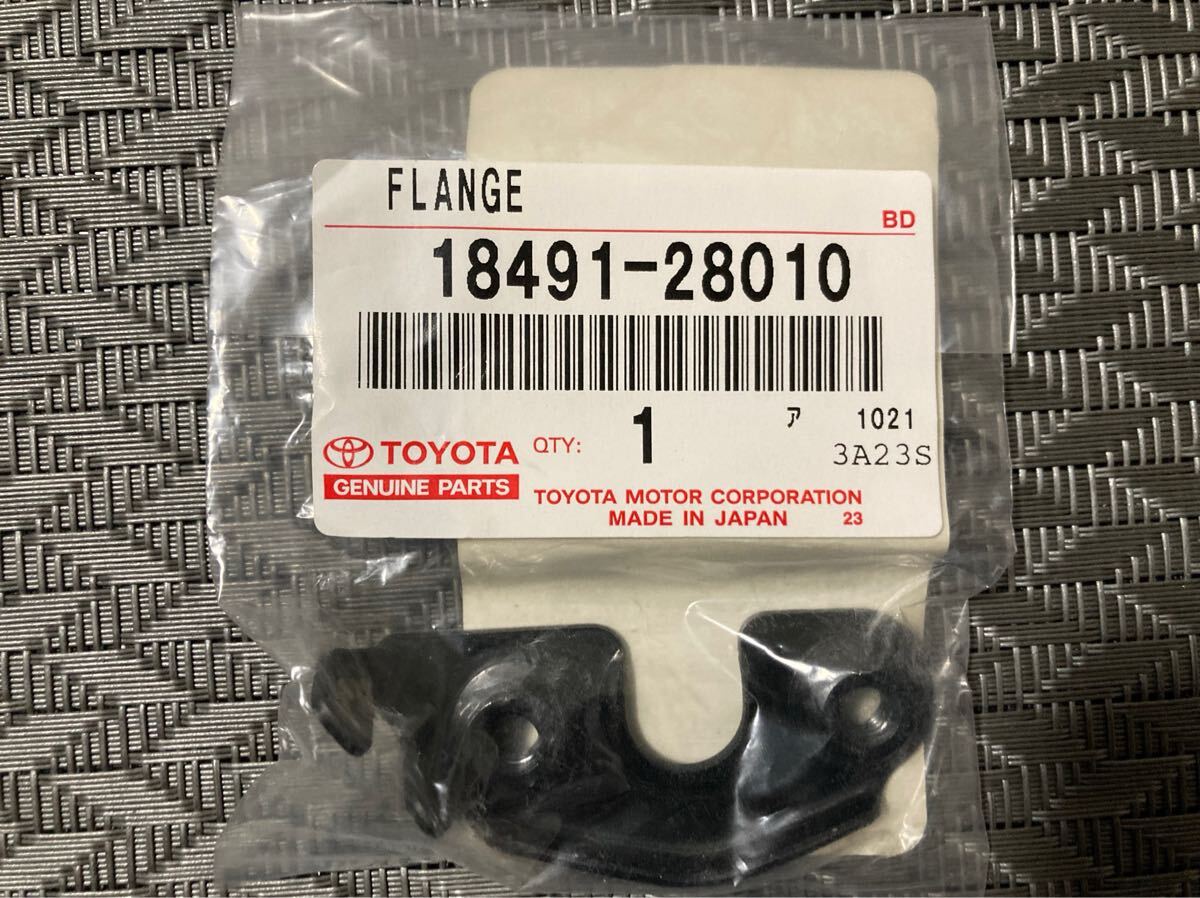 FLANGE
BD
18491-28010
QTY: 1 ア 1021
3A23S
TOYOTA
GENUINE PARTS
TOYOTA MOTOR CORPORATION
MADE IN JAPAN 23